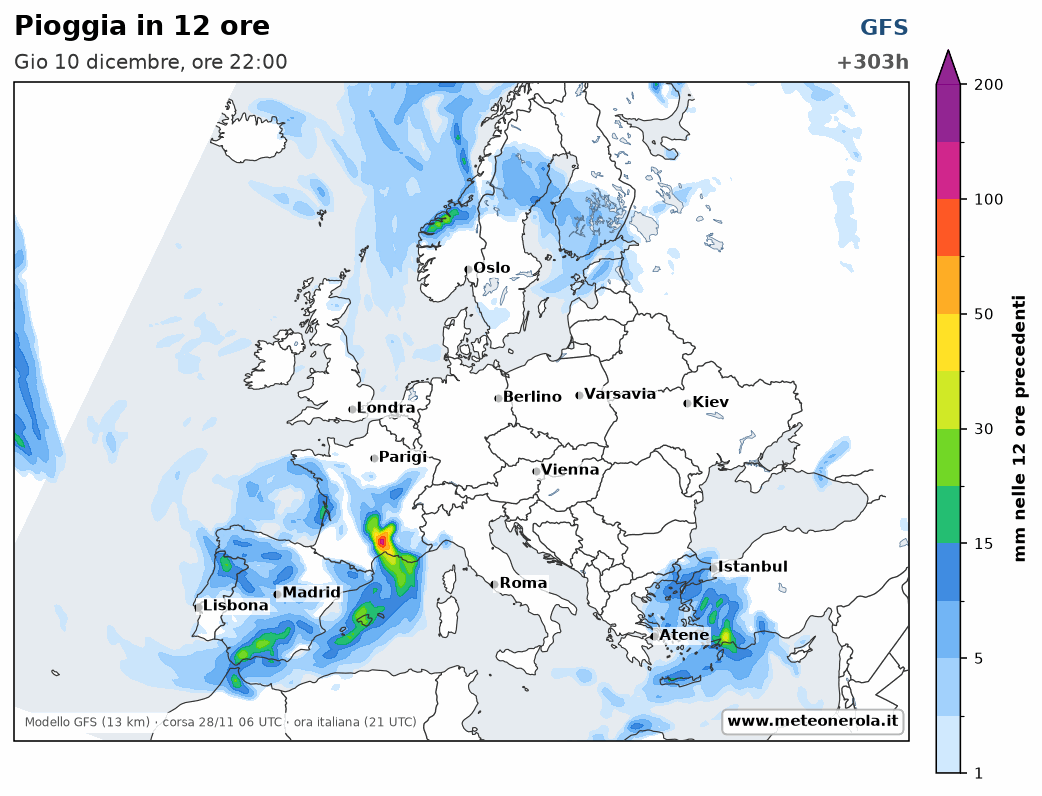 Pioggia in 12 ore
GFS
Gio 10 dicembre, ore 22:00
+303h
200
100
50
30
15
5
1
mm nelle 12 ore precedenti
Oslo
Berlino
Varsavia
Kiev
Londra
Parigi
Vienna
Istanbul
Roma
Madrid
Lisbona
Atene
Modello GFS (13 km) · corsa 28/11 06 UTC · ora italiana (21 UTC)
www.meteonerola.it